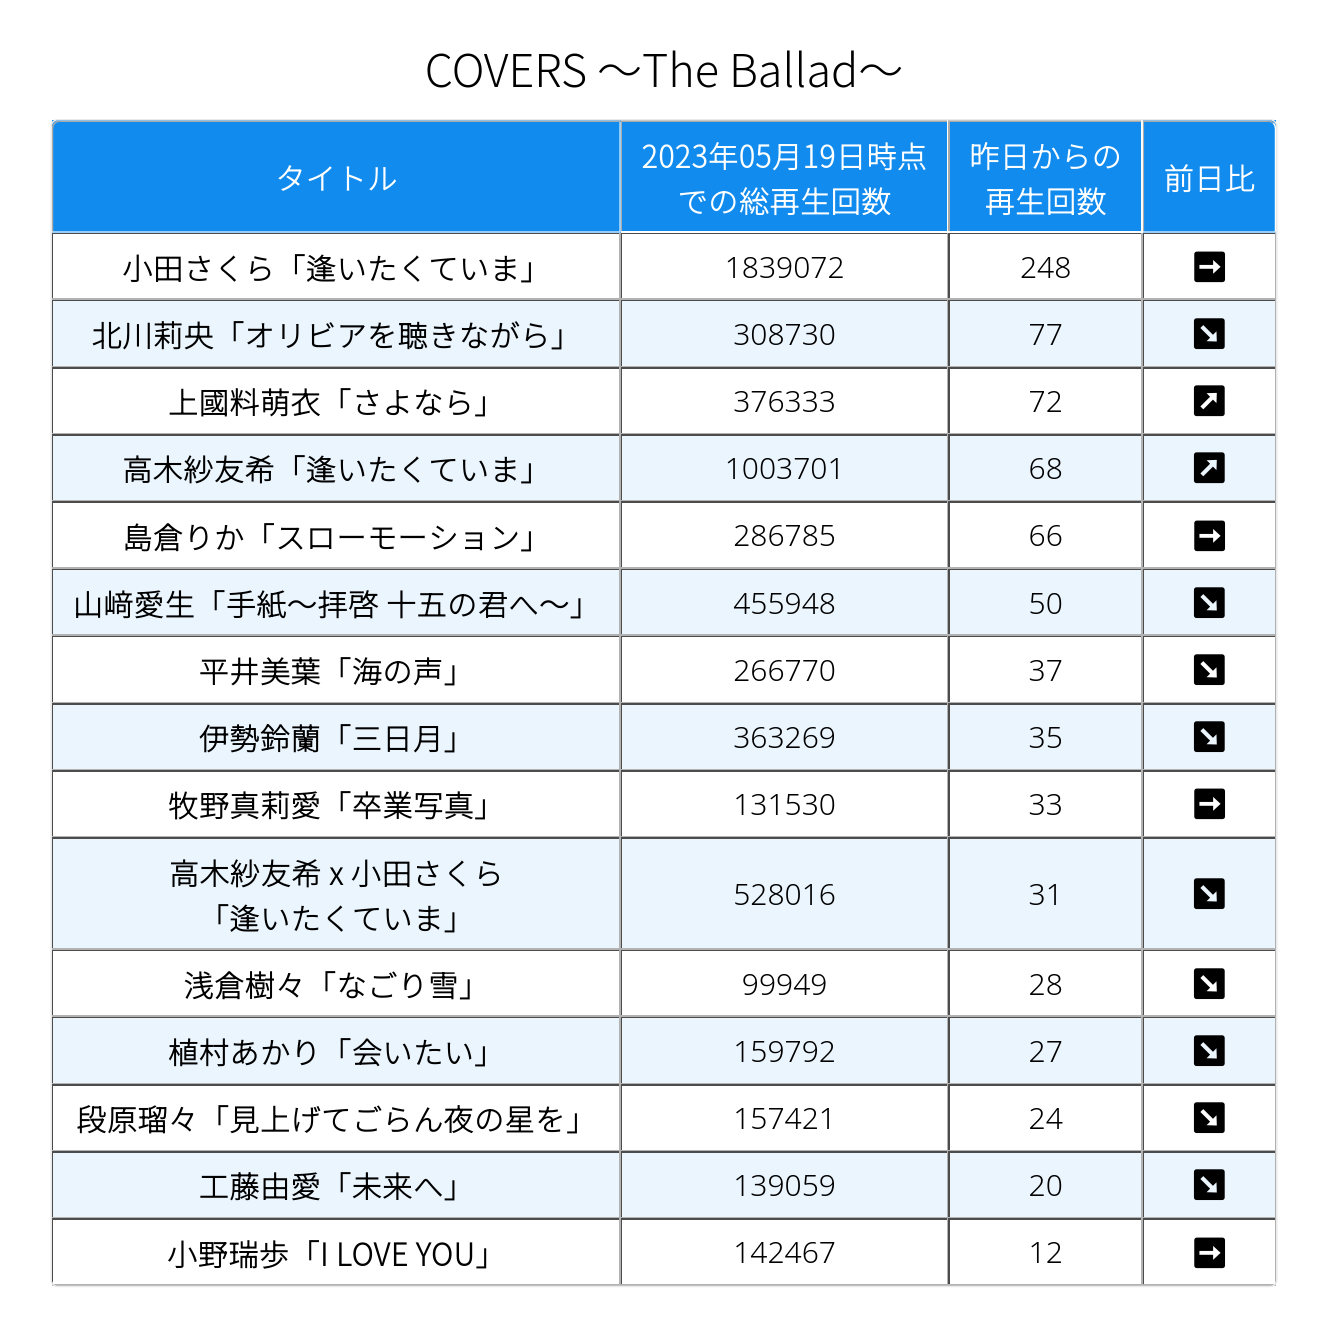 COVERS ～The Ballad～
タイトル
2023年05月19日時点
での総再生回数
昨日からの
再生回数
前日比
小田さくら「逢いたくていま」 1839072 248 ➡
北川莉央「オリビアを聴きながら」 308730 77 ↘
上國料萌衣「さよなら」 376333 72 ↗
高木紗友希「逢いたくていま」 1003701 68 ↗
島倉りか「スローモーション」 286785 66 ➡
山﨑愛生「手紙～拝啓 十五の君へ～」 455948 50 ↘
平井美葉「海の声」 266770 37 ↘
伊勢鈴蘭「三日月」 363269 35 ↘
牧野真莉愛「卒業写真」 131530 33 ➡
高木紗友希 x 小田さくら
「逢いたくていま」 528016 31 ↘
浅倉樹々「なごり雪」 99949 28 ↘
植村あかり「会いたい」 159792 27 ↘
段原瑠々「見上げてごらん夜の星を」 157421 24 ↘
工藤由愛「未来へ」 139059 20 ↘
小野瑞歩「I LOVE YOU」 142467 12 ➡